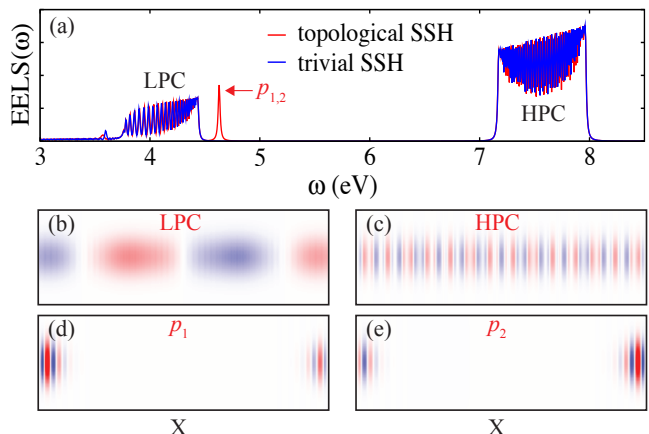 (a)
topological SSH
trivial SSH
LPC
p1,2
HPC
EELS(ω)
3 4 5 6 7 8
ω (eV)
(b) LPC
(c) HPC
(d) p1
(e) p2
X X